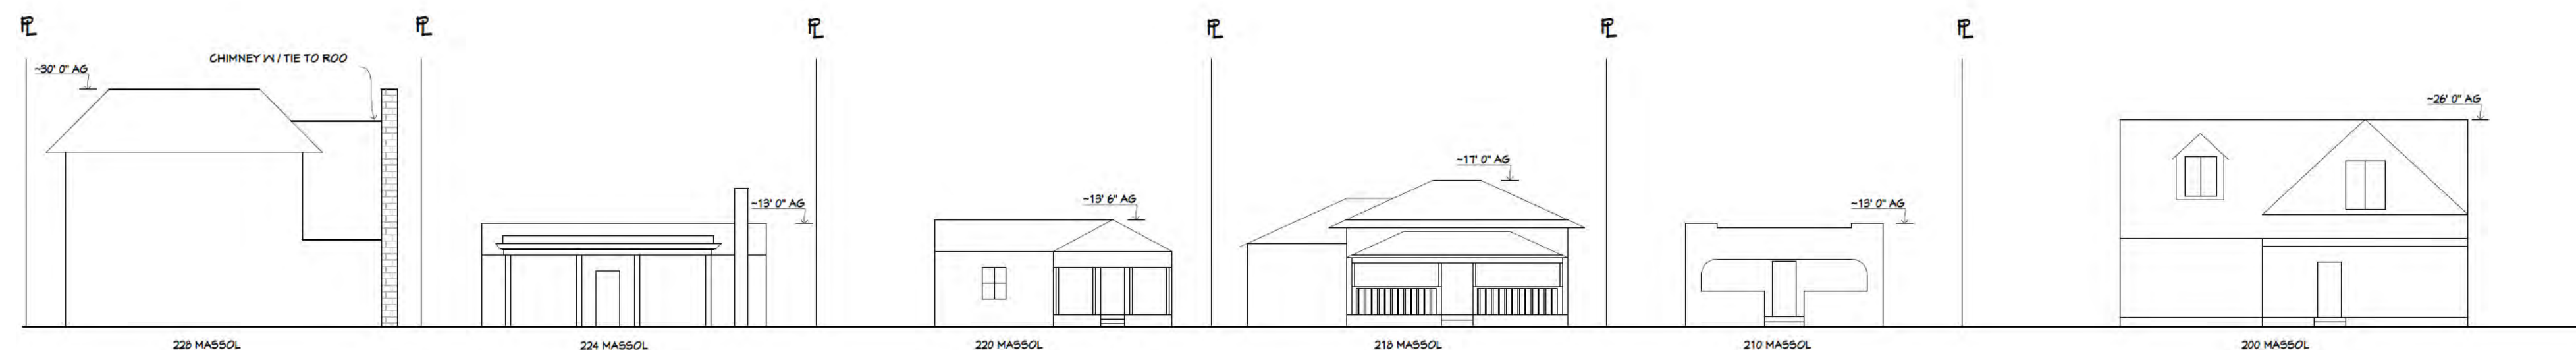 PL PL PL PL PL PL
CHIMNEY W / TIE TO ROO
~30' 0" AG
~26' 0" AG
~17' 0" AG
~13' 0" AG
~13' 6" AG
~13' 0" AG
228 MASSOL
224 MASSOL
220 MASSOL
218 MASSOL
210 MASSOL
200 MASSOL